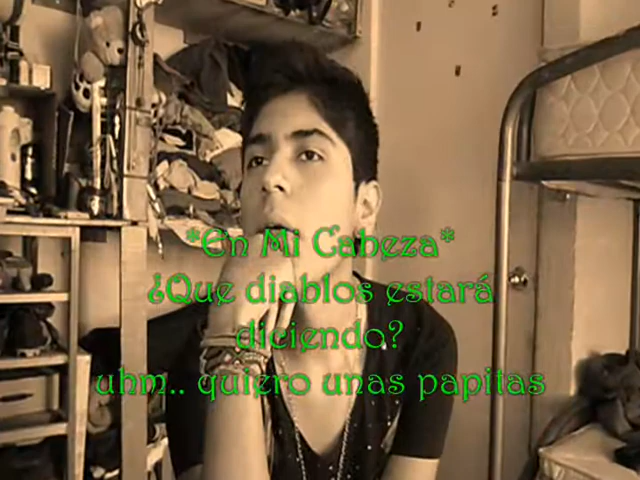 *En Mi Cabeza*
¿Que diablos estará
diciendo?
uhm.. quiero unas papitas